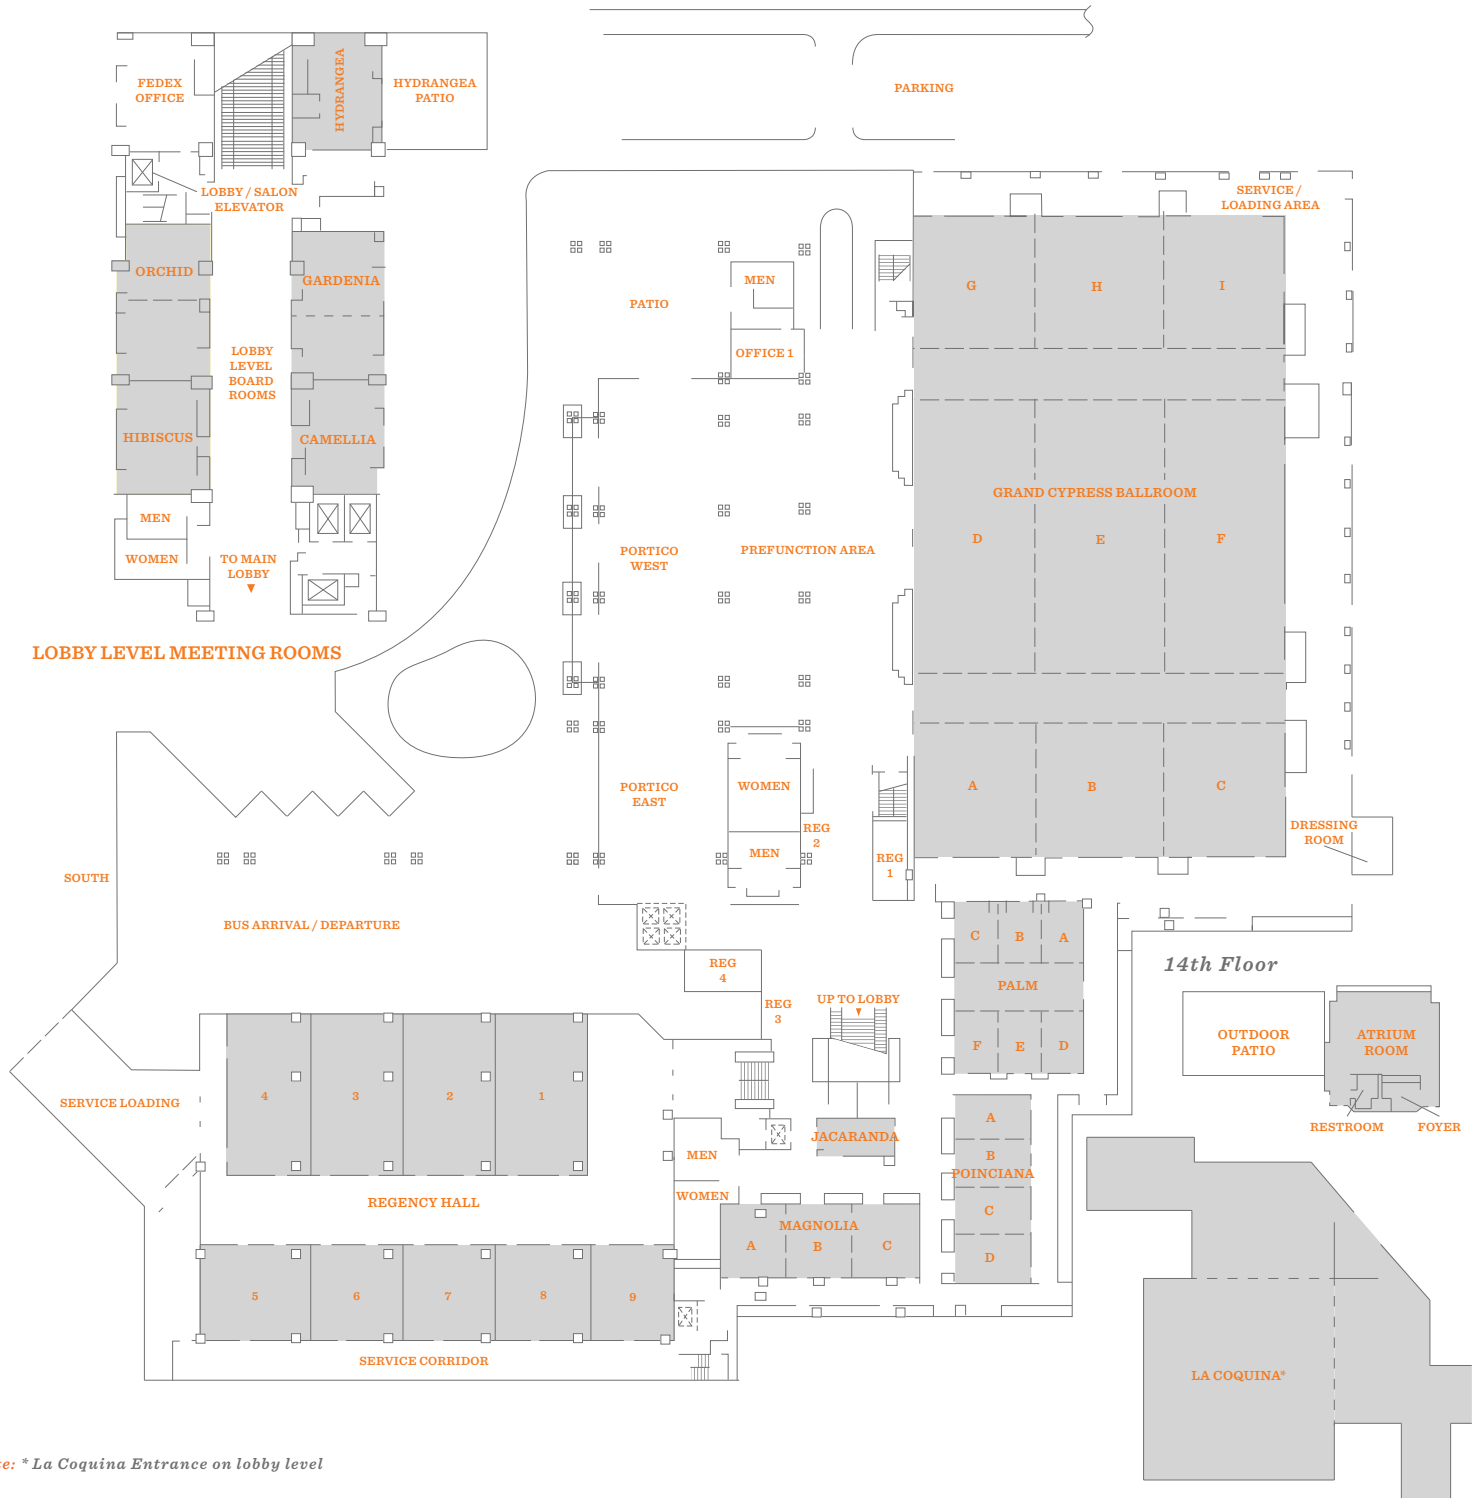 FEDEX
OFFICE
HYDRANGEA
HYDRANGEA
PATIO
PARKING
LOBBY / SALON
ELEVATOR
SERVICE /
LOADING AREA
ORCHID
GARDENIA
LOBBY
LEVEL
BOARD
ROOMS
HIBISCUS
CAMELLIA
MEN
WOMEN
TO MAIN
LOBBY
LOBBY LEVEL MEETING ROOMS
PATIO
MEN
OFFICE 1
G
H
I
GRAND CYPRESS BALLROOM
D
E
F
PORTICO
WEST
PREFUNCTION AREA
PORTICO
EAST
WOMEN
MEN
REG
2
REG
1
A
B
C
DRESSING
ROOM
SOUTH
BUS ARRIVAL / DEPARTURE
REG
4
REG
3
UP TO LOBBY
C
B
A
PALM
F
E
D
14th Floor
OUTDOOR
PATIO
ATRIUM
ROOM
RESTROOM
FOYER
SERVICE LOADING
4
3
2
1
REGENCY HALL
MEN
WOMEN
JACARANDA
A
B
POINCIANA
C
D
MAGNOLIA
A
B
C
5
6
7
8
9
SERVICE CORRIDOR
LA COQUINA*
* La Coquina Entrance on lobby level